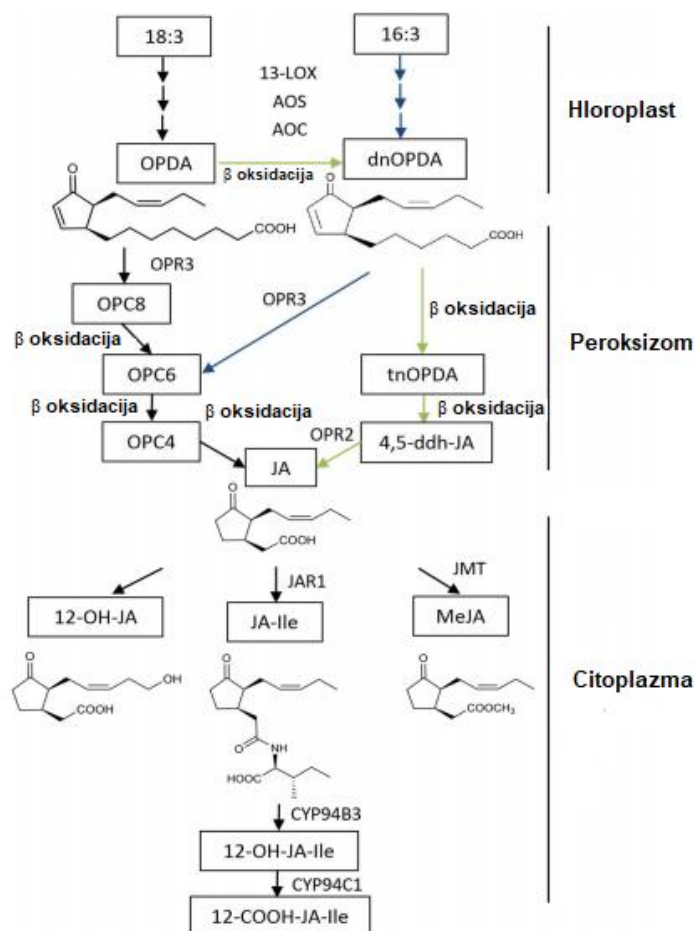 18:3
16:3
13-LOX
AOS
AOC
Hloroplast
OPDA
β oksidacija
dnOPDA
O
O
COOH
COOH
OPR3
OPR3
OPC8
β oksidacija
β oksidacija
Peroksizom
OPC6
tnOPDA
β oksidacija
β oksidacija
β oksidacija
OPC4
OPR2
4,5-ddh-JA
JA
O
COOH
JAR1
JMT
12-OH-JA
JA-Ile
MeJA
O
OH
COOH
O
O
NH
HOOC
O
COOCH₃
Citoplazma
CYP94B3
12-OH-JA-Ile
CYP94C1
12-COOH-JA-Ile